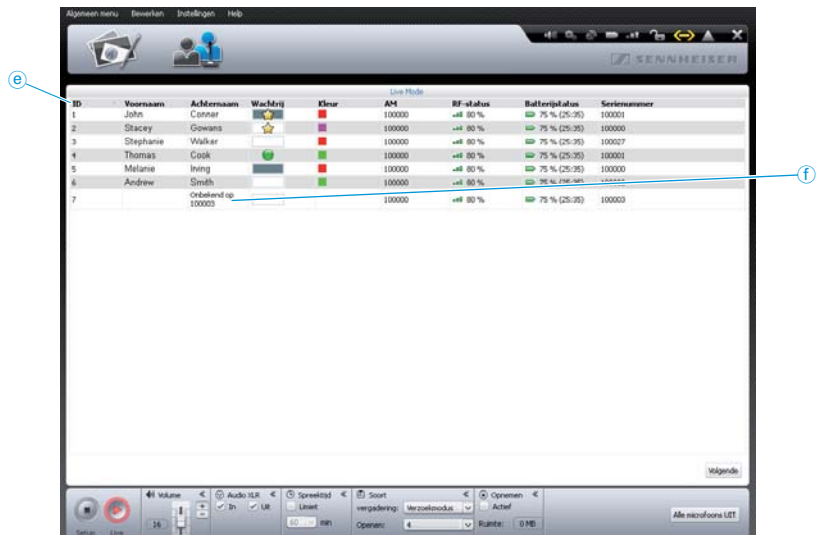 Algemeen menu Bewerken Instellingen Help
SENNHEISER
e
Live Mode
ID Voornaam Achternaam Wachtrij Kleur AM RF-status Batterijstatus Serienummer
1 John Conner 100000 80 % 75 % (25:35) 100001
2 Stacey Gowans 100000 80 % 75 % (25:35) 100000
3 Stephanie Walker 100000 80 % 75 % (25:35) 100027
4 Thomas Cook 100000 80 % 75 % (25:35) 100001
5 Melanie Irving 100000 80 % 75 % (25:35) 100000
6 Andrew Smith 100000 80 % 75 % (25:35)
f
7 Onbekend op 100003 100000 80 % 75 % (25:35) 100003
Volgende
Volume Audio XLR Spreektijd Soort Opnemen
In Uit Limiet vergadering: Verzoekmodus Actief
16 60 min Openen: 4 Ruimte: 0 MB
Alle microfoons UIT
Setup Live